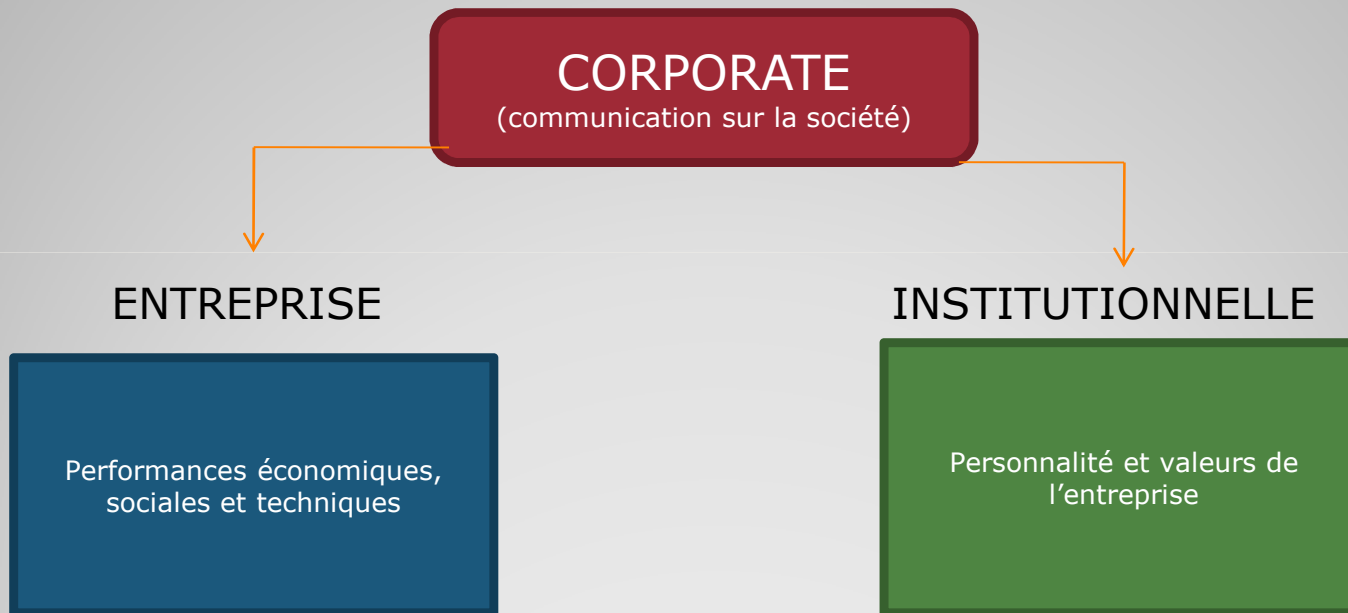 CORPORATE
(communication sur la société)
ENTREPRISE
INSTITUTIONNELLE
Performances économiques,
sociales et techniques
Personnalité et valeurs de
l’entreprise